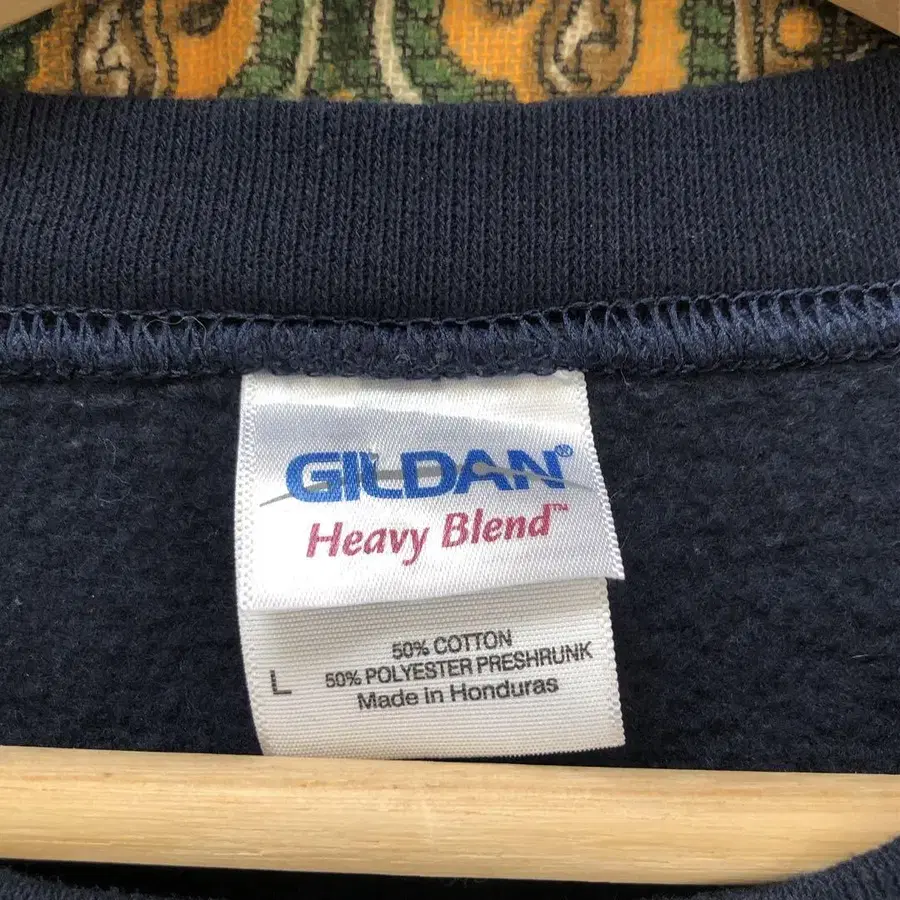 GILDAN®
Heavy Blend™
50% COTTON
L 50% POLYESTER PRESHRUNK
Made in Honduras